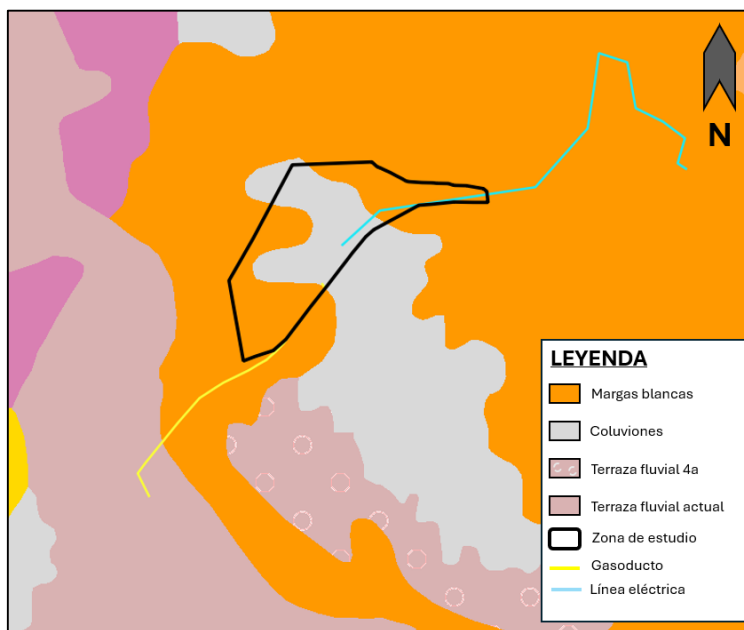 N
LEYENDA
Margas blancas
Coluviones
Terraza fluvial 4a
Terraza fluvial actual
Zona de estudio
Gasoducto
Línea eléctrica